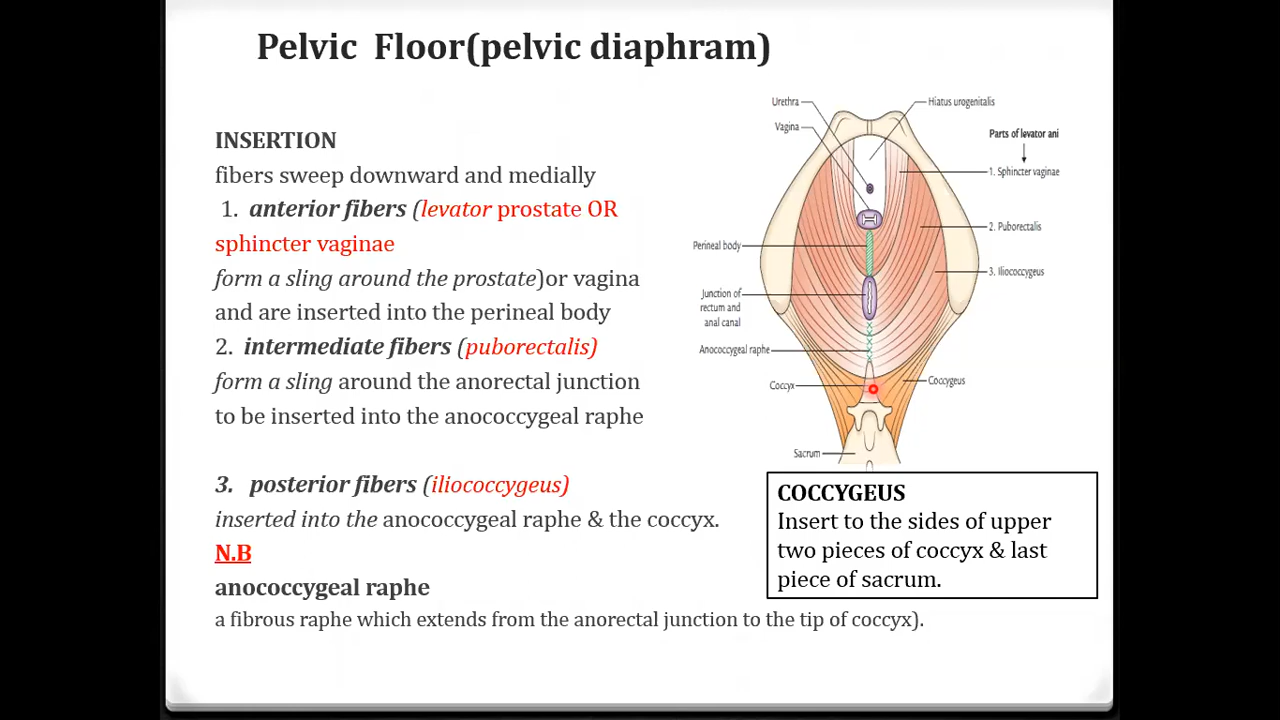 Pelvic  Floor(pelvic diaphram)
INSERTION
fibers sweep downward and medially
1. anterior fibers (levator prostate OR
sphincter vaginae
form a sling around the prostate)or vagina
and are inserted into the perineal body
2. intermediate fibers (puborectalis)
form a sling around the anorectal junction
to be inserted into the anococcygeal raphe
3. posterior fibers (iliococcygeus)
inserted into the anococcygeal raphe & the coccyx.
N.B
anococcygeal raphe
a fibrous raphe which extends from the anorectal junction to the tip of coccyx).
Urethra
Vagina
Hiatus urogenitalis
Parts of levator ani
1. Sphincter vaginae
2. Puborectalis
3. Iliococcygeus
Perineal body
Junction of
rectum and
anal canal
Anococcygeal raphe
Coccyx
Coccygeus
Sacrum
COCCYGEUS
Insert to the sides of upper
two pieces of coccyx & last
piece of sacrum.